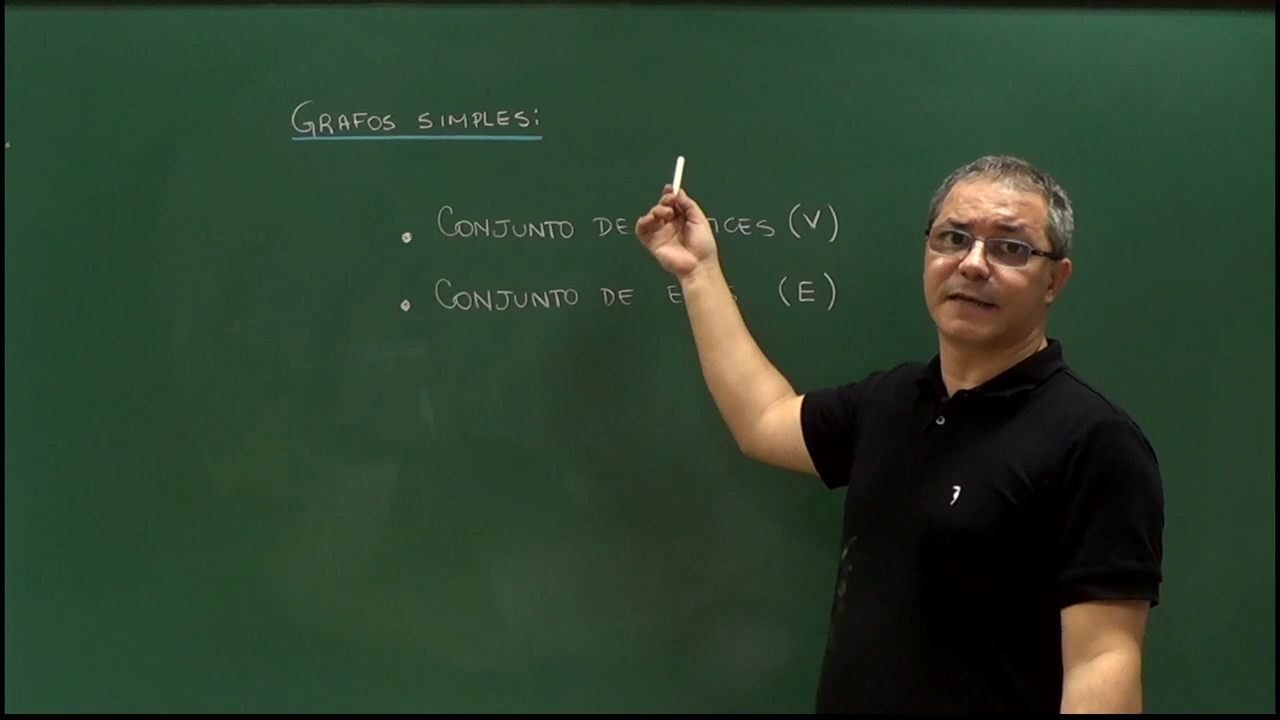 GRAFOS SIMPLES:
• CONJUNTO DE (V)
• CONJUNTO DE (E)